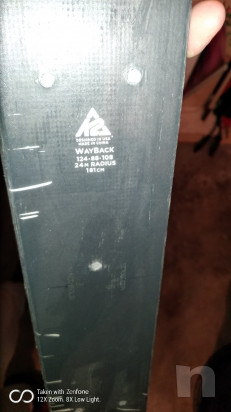 K2
DESIGNED IN USA
MADE IN CHINA
WAYBACK
124-88-108
24M RADIUS
181CM
Taken with Zenfone
12X Zoom. 8X Low Light.
n